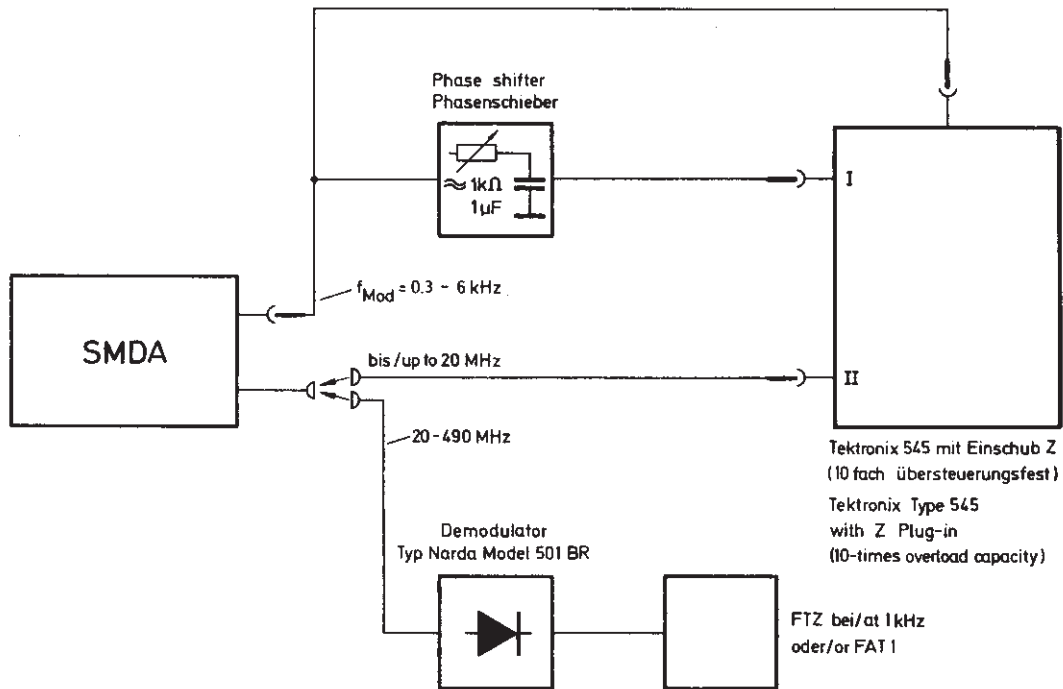 Phase shifter
Phasenschieber
≈ 1kΩ
1µF
I
fMod = 0.3 - 6 kHz
SMDA
bis/up to 20 MHz
II
20-490 MHz
Tektronix 545 mit Einschub Z
(10 fach übersteuerungsfest)
Tektronix Type 545
with Z Plug-in
(10-times overload capacity)
Demodulator
Typ Narda Model 501 BR
FTZ bei/at 1kHz
oder/or FAT 1